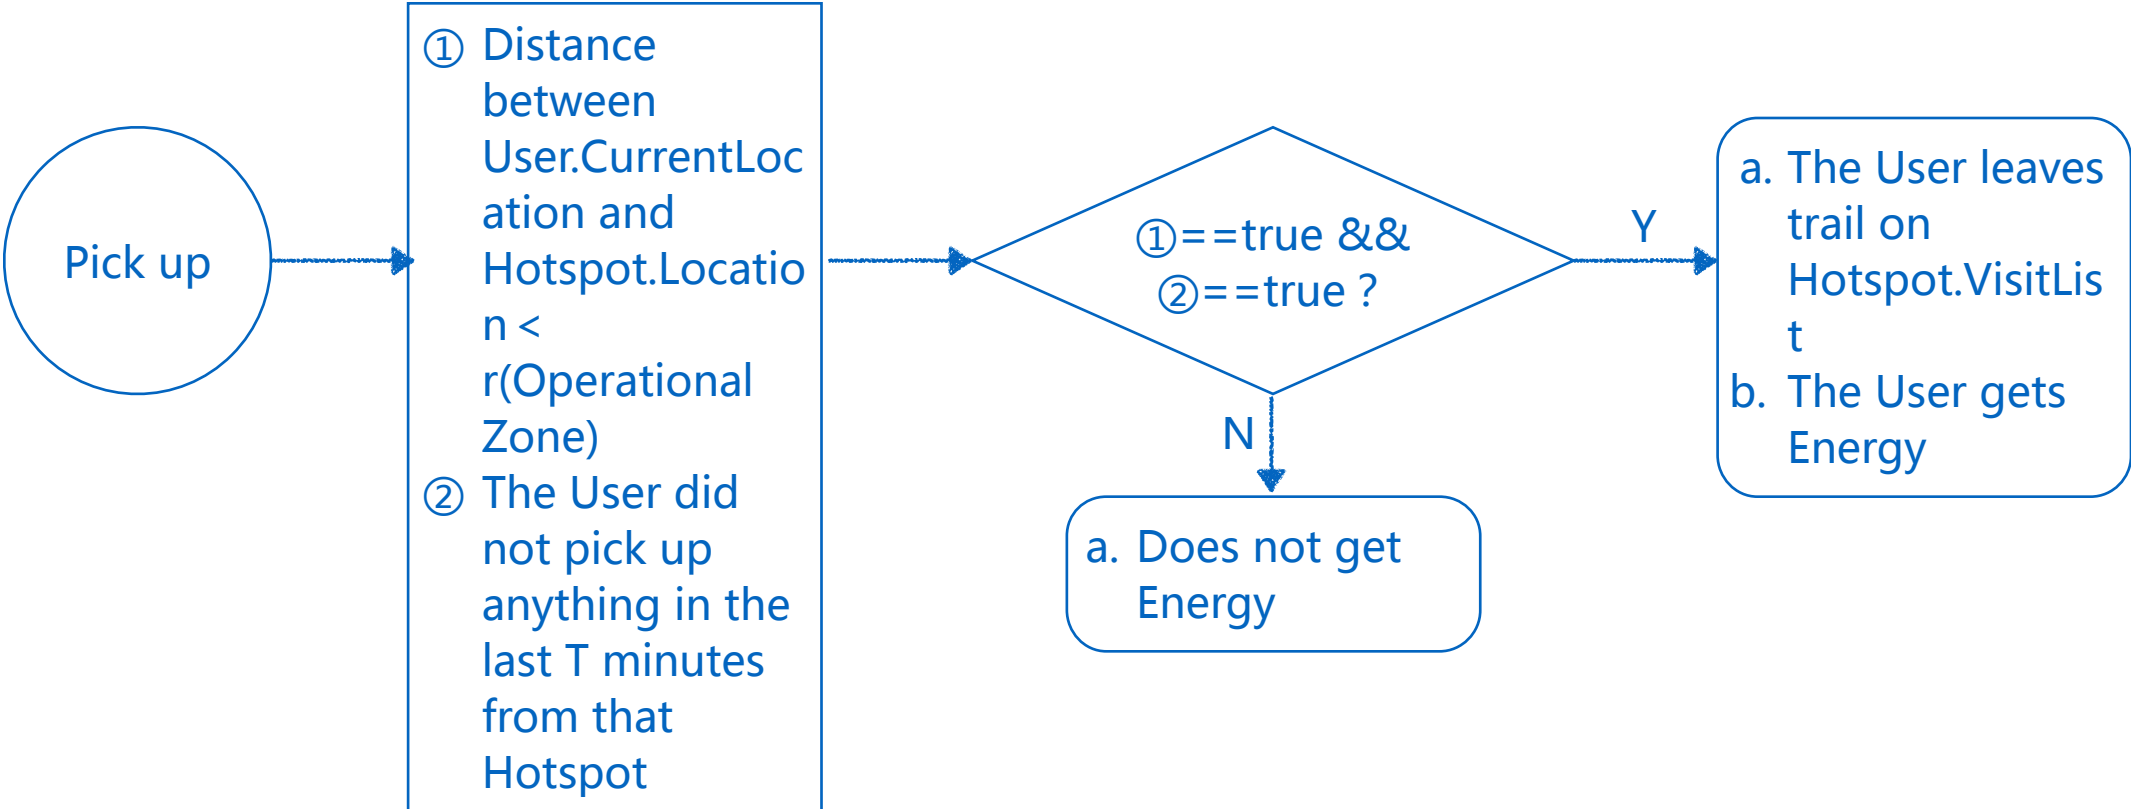 Pick up
① Distance
between
User.CurrentLoc
ation and
Hotspot.Locatio
n <
r(Operational
Zone)
② The User did
not pick up
anything in the
last T minutes
from that
Hotspot
①==true &&
②==true ?
Y
N
a. The User leaves
trail on
Hotspot.VisitLis
t
b. The User gets
Energy
a. Does not get
Energy